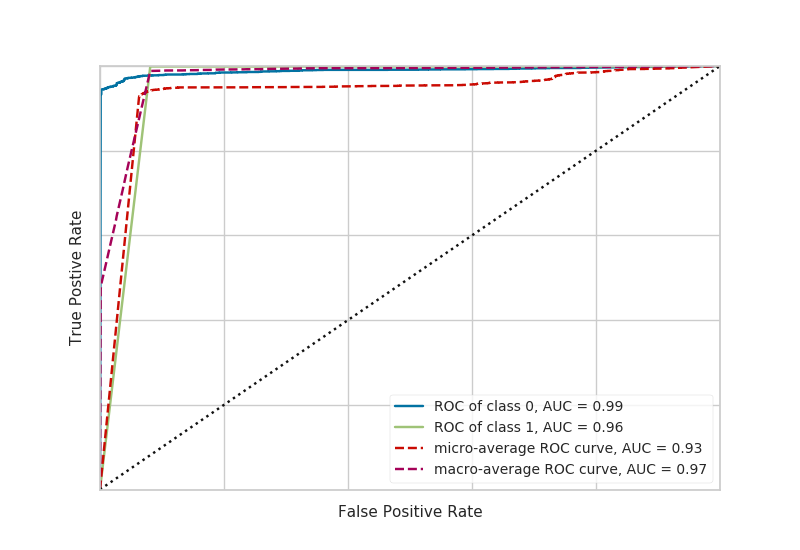 True Postive Rate
ROC of class 0, AUC = 0.99
ROC of class 1, AUC = 0.96
micro-average ROC curve, AUC = 0.93
macro-average ROC curve, AUC = 0.97
False Positive Rate